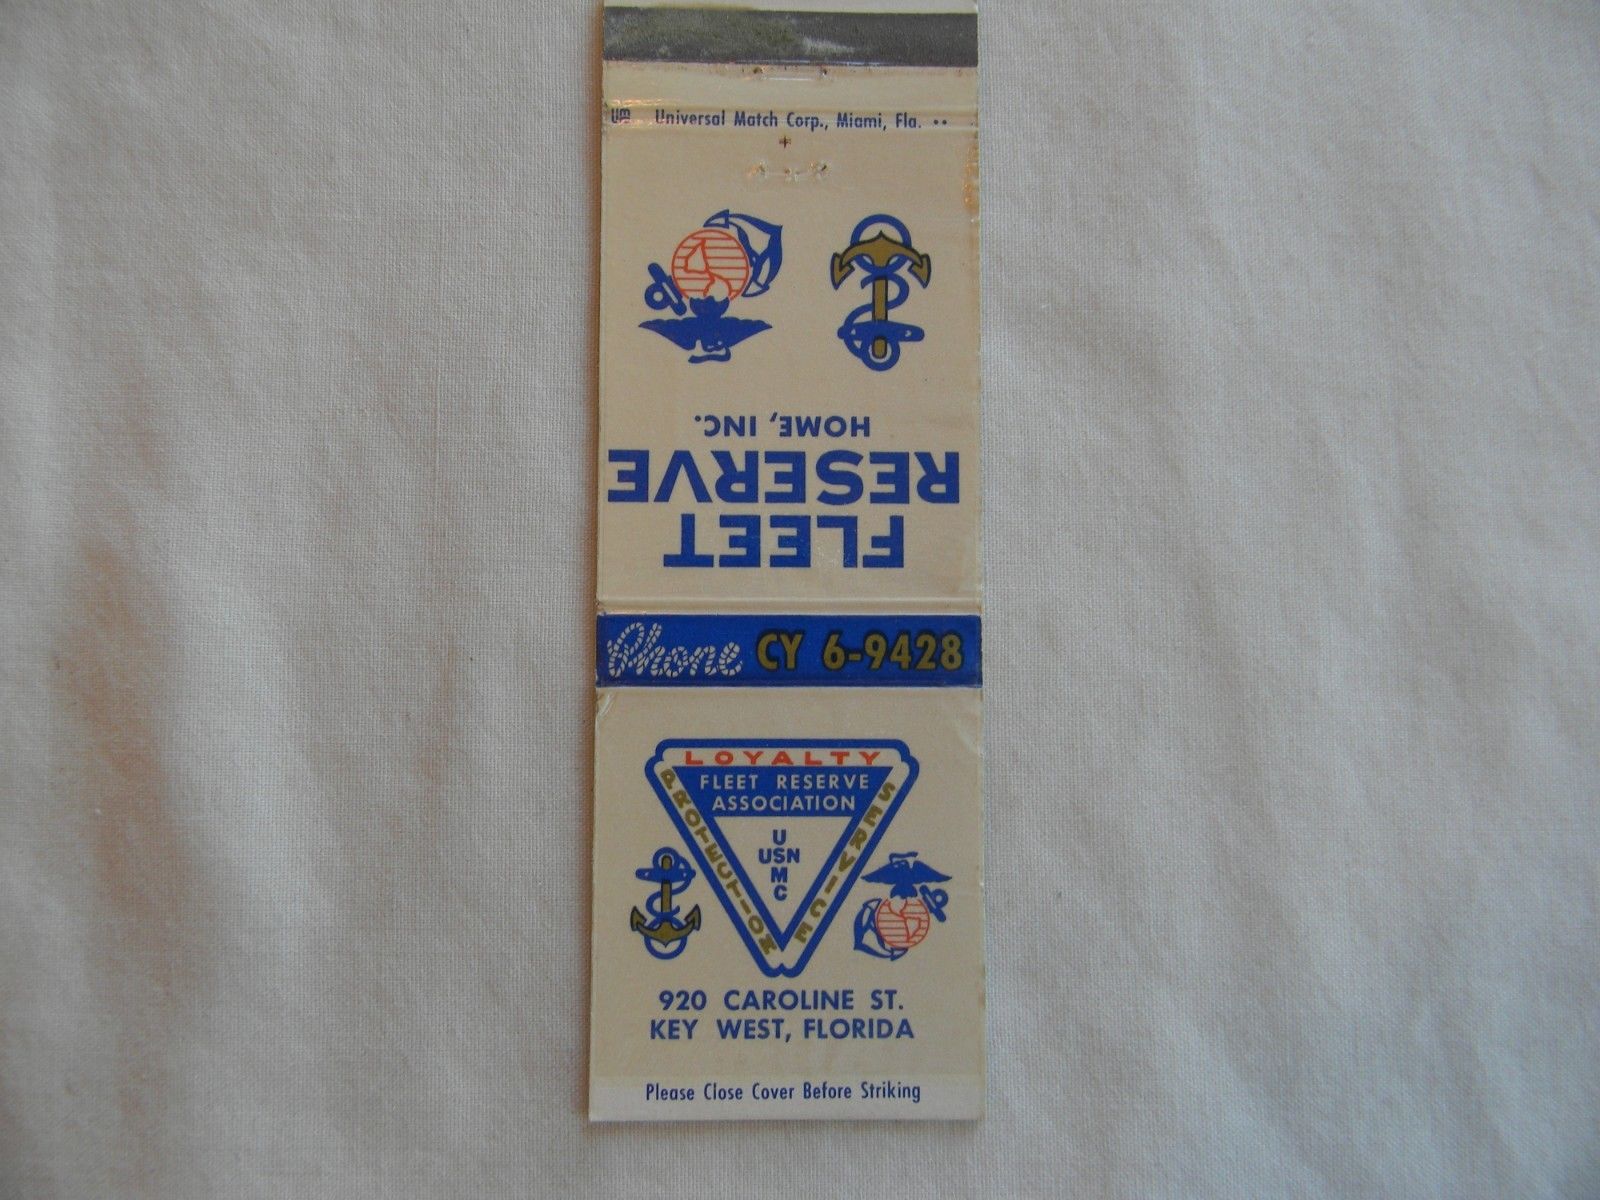 Universal Match Corp., Miami, Fla.
FLEET
RESERVE
HOME, INC.
Phone CY 6-9428
LOYALTY
PROTECTION
SERVICE
FLEET RESERVE
ASSOCIATION
U
USN
M
C
920 CAROLINE ST.
KEY WEST, FLORIDA
Please Close Cover Before Striking